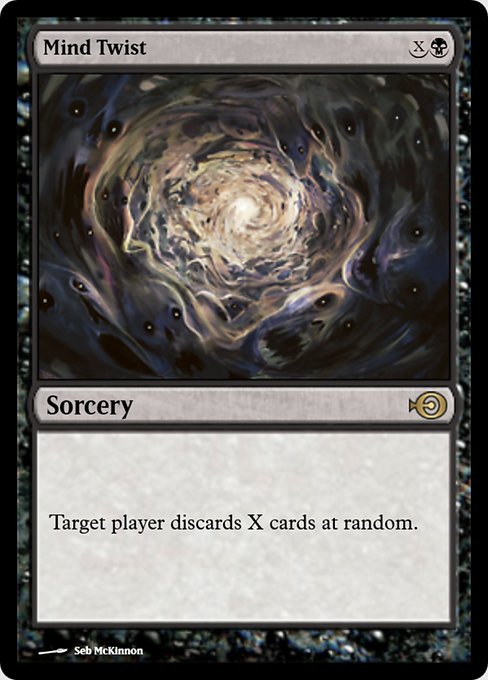 Mind Twist X
Sorcery
Target player discards X cards at random.
Seb McKinnon